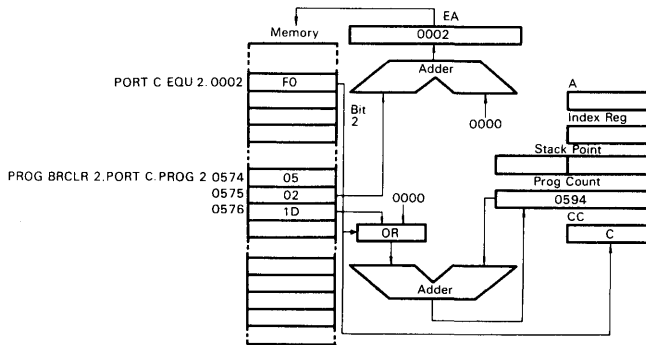 EA
Memory
0002
Adder
A
PORT C EQU 2. 0002
F0
Bit
2
0000
Index Reg
Stack Point
PROG BRCLR 2. PORT C. PROG 2 0574
05
Prog Count
0575
02
0000
0594
0576
1D
CC
OR
C
Adder